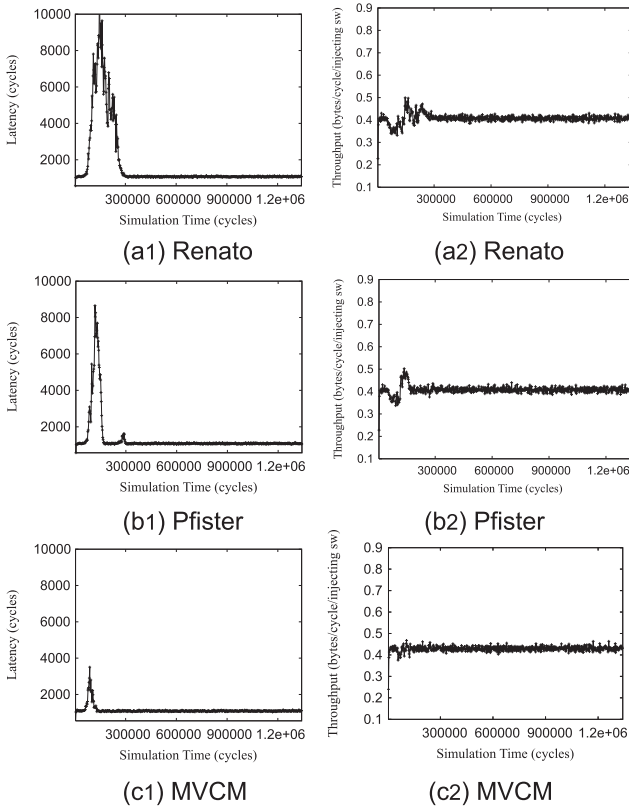 10000
8000
6000
4000
2000
Latency (cycles)
300000 600000 900000 1.2e+06
Simulation Time (cycles)
(a1) Renato
0.9
0.8
0.7
0.6
0.5
0.4
0.3
0.2
0.1
Throughput (bytes/cycle/injecting sw)
300000 600000 900000 1.2e+06
Simulation Time (cycles)
(a2) Renato
10000
8000
6000
4000
2000
Latency (cycles)
300000 600000 900000 1.2e+06
Simulation Time (cycles)
(b1) Pfister
0.9
0.8
0.7
0.6
0.5
0.4
0.3
0.2
0.1
Throughput (bytes/cycle/injecting sw)
300000 600000 900000 1.2e+06
Simulation Time (cycles)
(b2) Pfister
10000
8000
6000
4000
2000
Latency (cycles)
300000 600000 900000 1.2e+06
Simulation Time (cycles)
(c1) MVCM
0.9
0.8
0.7
0.6
0.5
0.4
0.3
0.2
0.1
Throughput (bytes/cycle/injecting sw)
300000 600000 900000 1.2e+06
Simulation Time (cycles)
(c2) MVCM